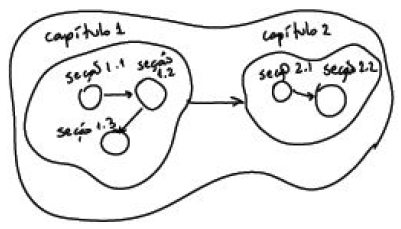 capítulo 1
capítulo 2
seção 1.1
seção 1.2
seção 1.3
seção 2.1
seção 2.2